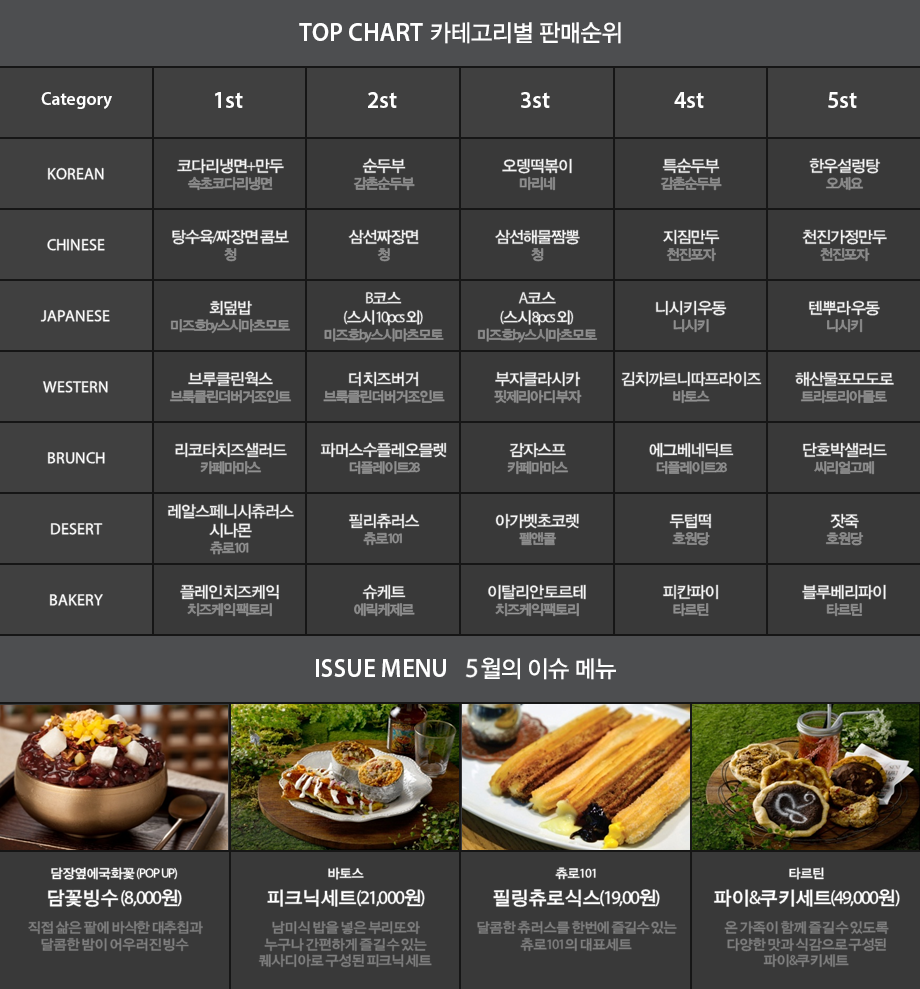 TOP CHART 카테고리별 판매순위
Category 1st 2st 3st 4st 5st
KOREAN
코다리냉면+만두
속초코다리냉면
순두부
감촌순두부
오뎅떡볶이
마리네
특순두부
감촌순두부
한우설렁탕
오세요
CHINESE
탕수육/짜장면 콤보
청
삼선짜장면
청
삼선해물짬뽕
청
지짐만두
천진포자
천진가정만두
천진포자
JAPANESE
회덮밥
미즈호by스시마츠모토
B코스
(스시10pcs 외)
미즈호by스시마츠모토
A코스
(스시8pcs 외)
미즈호by스시마츠모토
니시키우동
니시키
텐뿌라우동
니시키
WESTERN
브루클린웍스
브룩클린더버거조인트
더치즈버거
브룩클린더버거조인트
부자클라시카
핏제리아디부자
김치까르니따프라이즈
바토스
해산물포모도로
트라토리아몰토
BRUNCH
리코타치즈샐러드
카페마마스
파머스수플레오믈렛
더플레이트28
감자스프
카페마마스
에그베네딕트
더플레이트28
단호박샐러드
씨리얼고메
DESERT
레알스페니시츄러스
시나몬
츄로101
필리츄러스
츄로101
아가벳초코렛
펠앤콜
두텁떡
호원당
잣죽
호원당
BAKERY
플레인치즈케익
치즈케익팩토리
슈케트
에릭케제르
이탈리안토르테
치즈케익팩토리
피칸파이
타르틴
블루베리파이
타르틴
ISSUE MENU 5월의 이슈 메뉴
담장옆에국화꽃 (POP UP)
담꽃빙수 (8,000원)
직접 삶은 팥에 바삭한 대추칩과
달콤한 밤이 어우러진 빙수
바토스
피크닉세트(21,000원)
남미식 밥을 넣은 부리또와
누구나 간편하게 즐길수 있는
퀘사디아로 구성된 피크닉 세트
츄로101
필링츄로식스(19,00원)
달콤한 츄러스를 한번에 즐길수 있는
츄로101의 대표세트
타르틴
파이&쿠키세트(49,000원)
온 가족이 함께 즐길수 있도록
다양한 맛과 식감으로 구성된
파이&쿠키세트